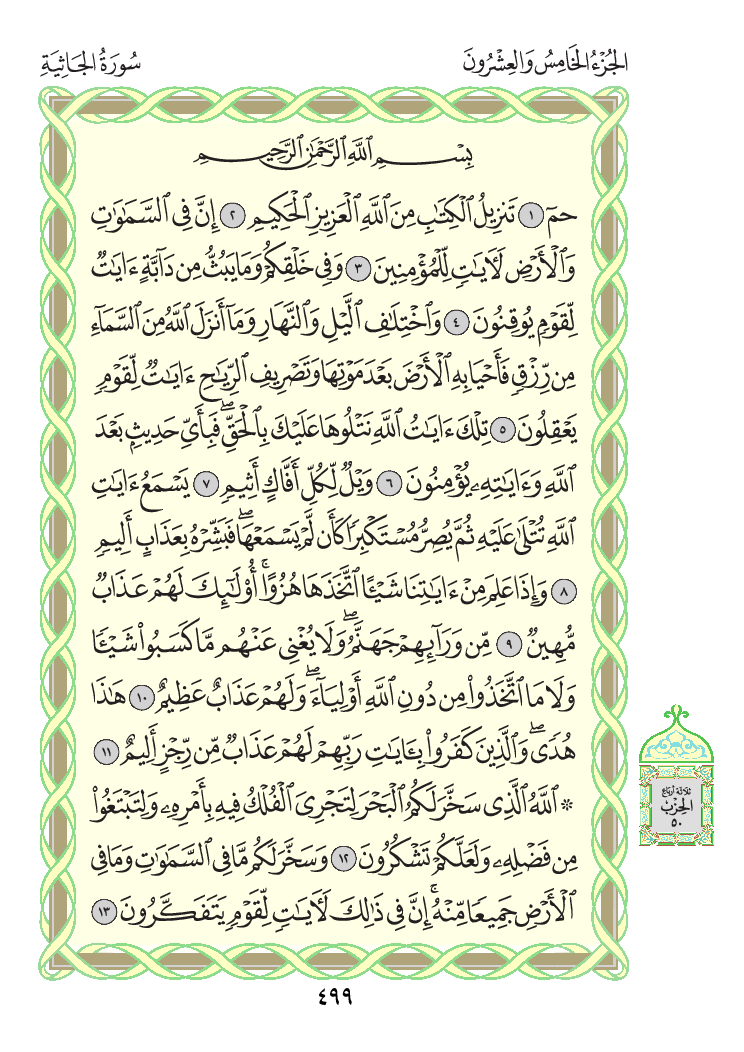 الجُزْءُ الخَامِسُ وَالعِشْرُونَ
سُورَةُ الجَاثِيَةِ
بِسْمِ ٱللَّهِ ٱلرَّحْمَٰنِ ٱلرَّحِيمِ
حمٓ ١ تَنزِيلُ ٱلْكِتَٰبِ مِنَ ٱللَّهِ ٱلْعَزِيزِ ٱلْحَكِيمِ ٢ إِنَّ فِى ٱلسَّمَٰوَٰتِ
وَٱلْأَرْضِ لَءَايَٰتٍ لِّلْمُؤْمِنِينَ ٣ وَفِى خَلْقِكُمْ وَمَا يَبُثُّ مِن دَآبَّةٍ ءَايَٰتٌ
لِّقَوْمٍ يُوقِنُونَ ٤ وَٱخْتِلَٰفِ ٱلَّيْلِ وَٱلنَّهَارِ وَمَآ أَنزَلَ ٱللَّهُ مِنَ ٱلسَّمَآءِ
مِن رِّزْقٍ فَأَحْيَا بِهِ ٱلْأَرْضَ بَعْدَ مَوْتِهَا وَتَصْرِيفِ ٱلرِّيَٰحِ ءَايَٰتٌ لِّقَوْمٍ
يَعْقِلُونَ ٥ تِلْكَ ءَايَٰتُ ٱللَّهِ نَتْلُوهَا عَلَيْكَ بِٱلْحَقِّۖ فَبِأَىِّ حَدِيثٍۭ بَعْدَ
ٱللَّهِ وَءَايَٰتِهِۦ يُؤْمِنُونَ ٦ وَيْلٌ لِّكُلِّ أَفَّاكٍ أَثِيمٍ ٧ يَسْمَعُ ءَايَٰتِ
ٱللَّهِ تُتْلَىٰ عَلَيْهِ ثُمَّ يُصِرُّ مُسْتَكْبِرًا كَأَن لَّمْ يَسْمَعْهَاۖ فَبَشِّرْهُ بِعَذَابٍ أَلِيمٍ
٨ وَإِذَا عَلِمَ مِنْ ءَايَٰتِنَا شَيْـًٔا ٱتَّخَذَهَا هُزُوًاۚ أُو۟لَٰٓئِكَ لَهُمْ عَذَابٌ
مُّهِينٌ ٩ مِّن وَرَآئِهِمْ جَهَنَّمُۖ وَلَا يُغْنِى عَنْهُم مَّا كَسَبُوا۟ شَيْـًٔا
وَلَا مَا ٱتَّخَذُوا۟ مِن دُونِ ٱللَّهِ أَوْلِيَآءَۖ وَلَهُمْ عَذَابٌ عَظِيمٌ ١٠ هَٰذَا
هُدًىۖ وَٱلَّذِينَ كَفَرُوا۟ بِـَٔايَٰتِ رَبِّهِمْ لَهُمْ عَذَابٌ مِّن رِّجْزٍ أَلِيمٌ ١١
۞ ٱللَّهُ ٱلَّذِى سَخَّرَ لَكُمُ ٱلْبَحْرَ لِتَجْرِىَ ٱلْفُلْكُ فِيهِ بِأَمْرِهِۦ وَلِتَبْتَغُوا۟
مِن فَضْلِهِۦ وَلَعَلَّكُمْ تَشْكُرُونَ ١٢ وَسَخَّرَ لَكُم مَّا فِى ٱلسَّمَٰوَٰتِ وَمَا فِى
ٱلْأَرْضِ جَمِيعًا مِّنْهُۚ إِنَّ فِى ذَٰلِكَ لَءَايَٰتٍ لِّقَوْمٍ يَتَفَكَّرُونَ ١٣
ثلاثة أرباع
الحزب
٥٠
٤٩٩